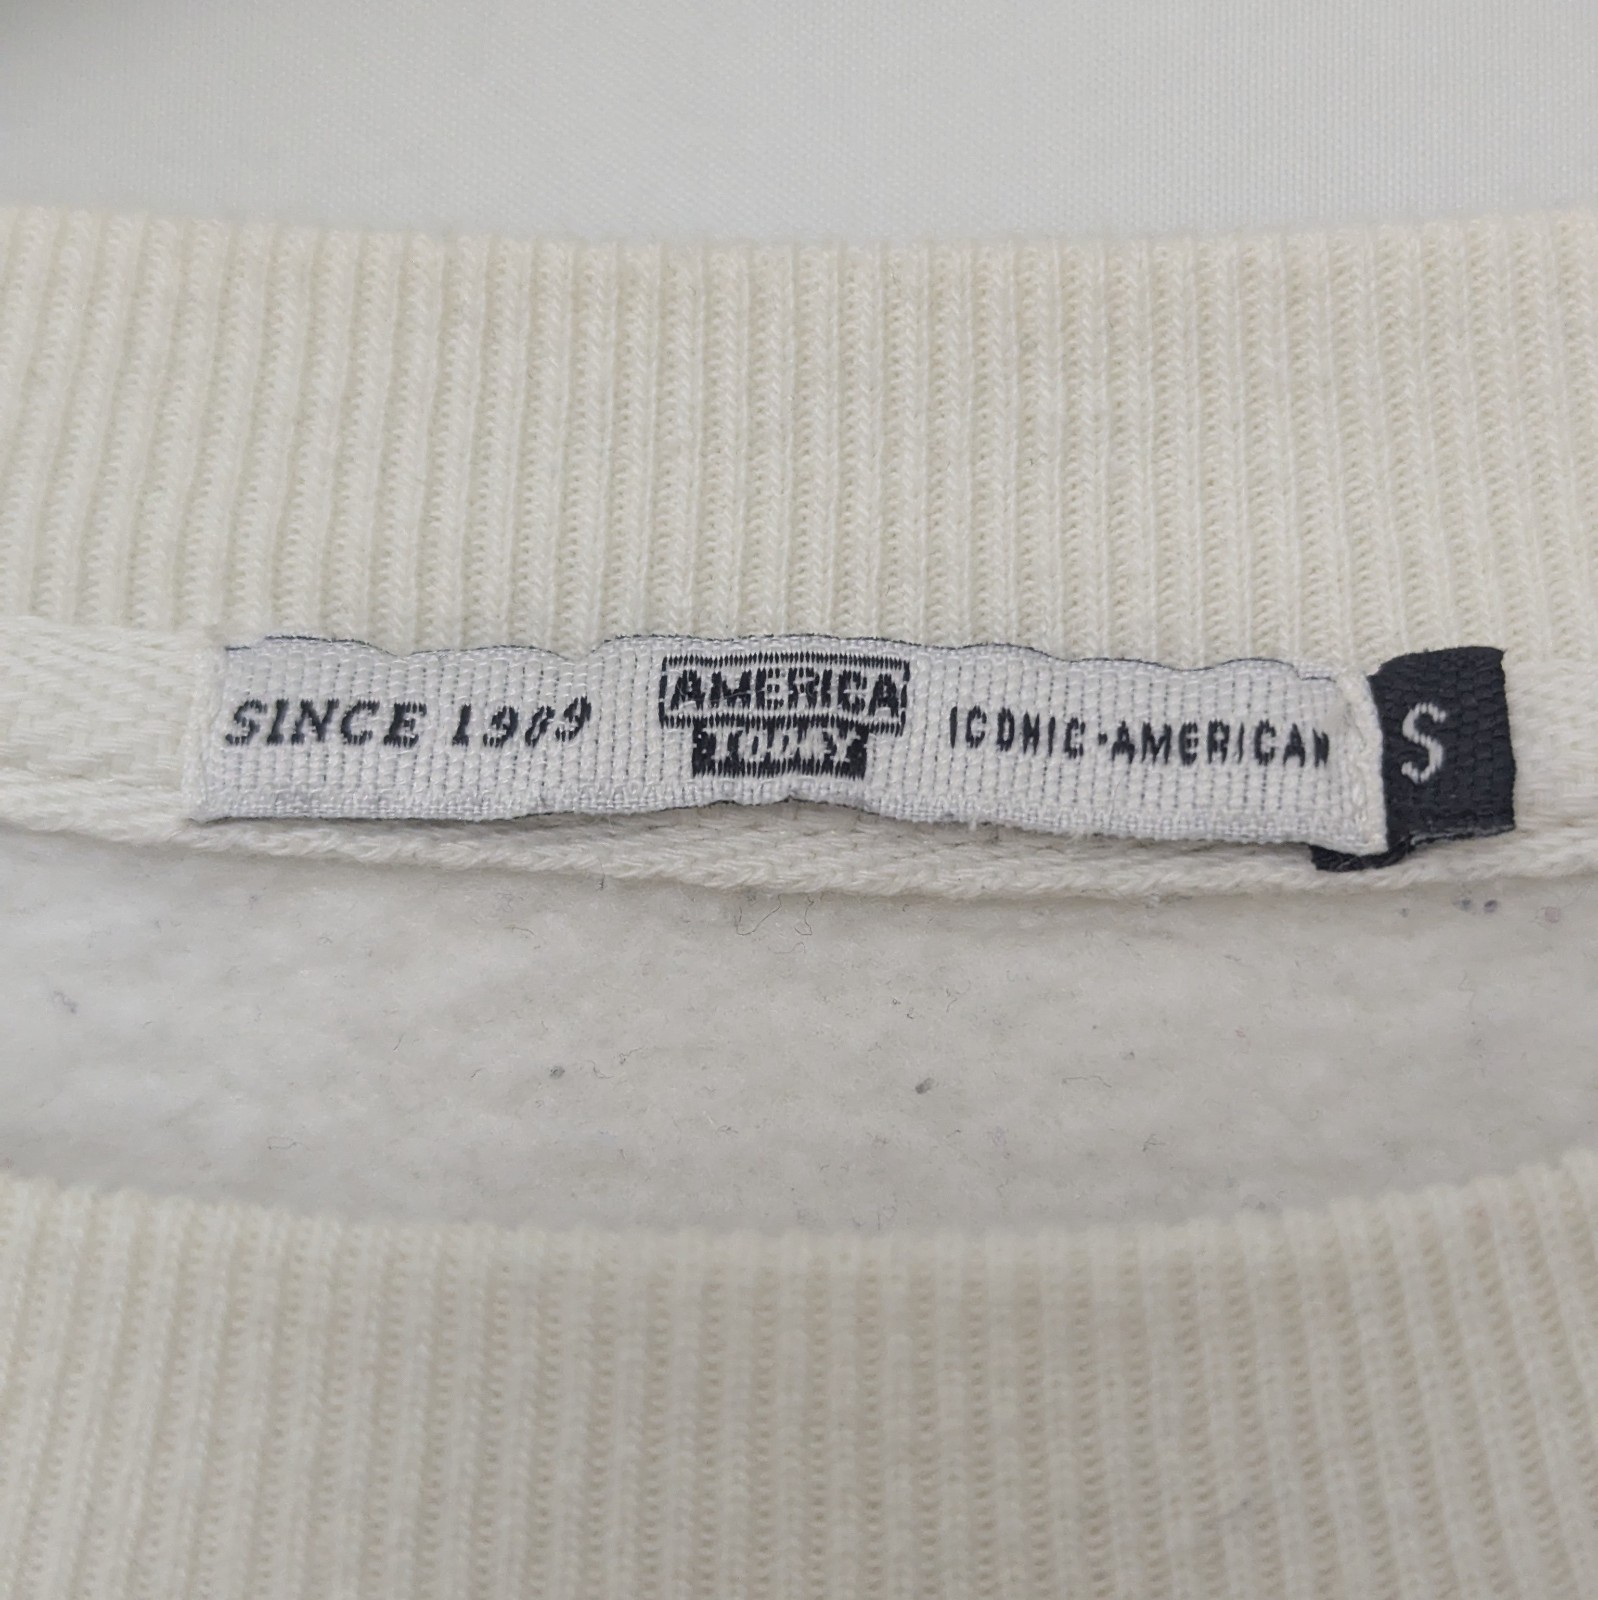 SINCE 1989
AMERICA
TODAY
ICONIC·AMERICAN
S